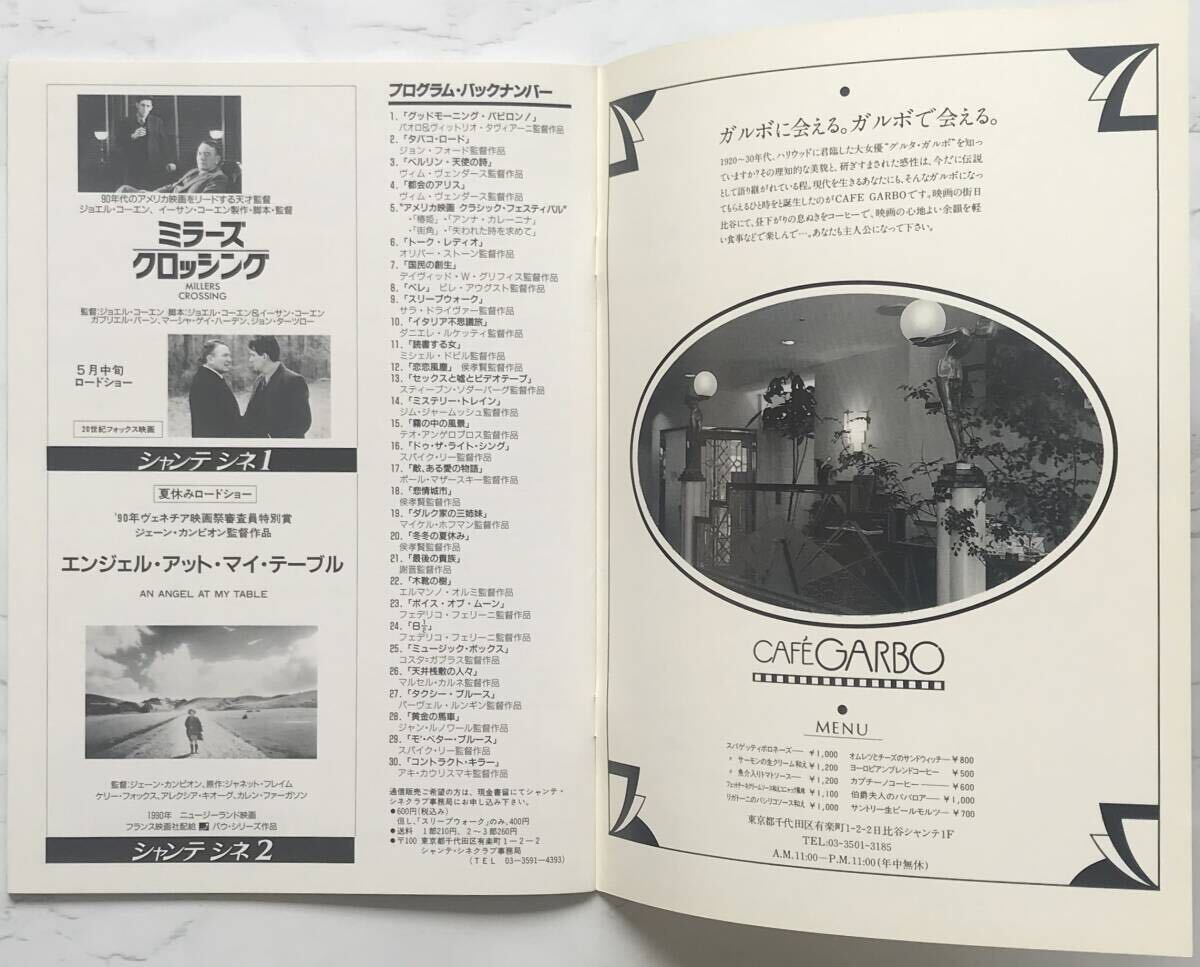 90年代のアメリカ映画をリードする天才監督
ジョエル・コーエン、イーサン・コーエン製作・脚本・監督
ミラーズ
クロッシング
MILLERS
CROSSING
監督:ジョエル・コーエン 脚本:ジョエル・コーエン&イーサン・コーエン
ガブリエル・バーン、マーシャ・ゲイ・ハーデン、ジョン・タートゥーロ
5月中旬
ロードショー
20世紀フォックス映画
シャンテ シネ1
夏休みロードショー
'90年ヴェネチア映画祭審査員特別賞
ジェーン・カンピオン監督作品
エンジェル・アット・マイ・テーブル
AN ANGEL AT MY TABLE
監督:ジェーン・カンピオン、原作:ジャネット・フレイム
ケリー・フォックス、アレクシア・キオーグ、カレン・ファーガソン
1990年 ニュージーランド映画
フランス映画社配給 バウ・シリーズ作品
シャンテ シネ2
プログラム・バックナンバー
1.「グッドモーニング・バビロン!」
パオロ&ヴィットリオ・タヴィアーニ監督作品
2.「タバコ・ロード」
ジョン・フォード監督作品
3.「ベルリン・天使の詩」
ヴィム・ヴェンダース監督作品
4.「都会のアリス」
ヴィム・ヴェンダース監督作品
5.“アメリカ映画 クラシック・フェスティバル”
・「椿姫」・「アンナ・カレーニナ」
・「街角」・「失われた時を求めて」
6.「トーク・レディオ」
オリバー・ストーン監督作品
7.「国民の創生」
デイヴィッド・W・グリフィス監督作品
8.「ペレ」 ビレ・アウグスト監督作品
9.「スリープウォーク」
サラ・ドライヴァー監督作品
10.「イタリア不思議旅」
ダニエレ・ルケッティ監督作品
11.「読書する女」
ミシェル・ドビル監督作品
12.「恋恋風塵」 侯孝賢監督作品
13.「セックスと嘘とビデオテープ」
スティーブン・ソダーバーグ監督作品
14.「ミステリー・トレイン」
ジム・ジャームッシュ監督作品
15.「霧の中の風景」
テオ・アンゲロプロス監督作品
16.「ドゥ・ザ・ライト・シング」
スパイク・リー監督作品
17.「敵、ある愛の物語」
ポール・マザースキー監督作品
18.「悲情城市」
侯孝賢監督作品
19.「ダルク家の三姉妹」
マイケル・ホフマン監督作品
20.「冬冬の夏休み」
侯孝賢監督作品
21.「最後の貴族」
謝晋監督作品
22.「木靴の樹」
エルマンノ・オルミ監督作品
23.「ボイス・オブ・ムーン」
フェデリコ・フェリーニ監督作品
24.「8½」
フェデリコ・フェリーニ監督作品
25.「ミュージック・ボックス」
コスタ=ガブラス監督作品
26.「天井桟敷の人々」
マルセル・カルネ監督作品
27.「タクシー・ブルース」
パーヴェル・ルンギン監督作品
28.「黄金の馬車」
ジャン・ルノワール監督作品
29.「モ'・ベター・ブルース」
スパイク・リー監督作品
30.「コントラクト・キラー」
アキ・カウリスマキ監督作品
通信販売ご希望の方は、現金書留にてシャンテ・
シネクラブ事務局にお申し込み下さい。
●600円(税込み)
但し、「スリープウォーク」のみ、400円
●送料 1部210円、2〜3部260円
●〒100 東京都千代田区有楽町1-2-2
シャンテ・シネクラブ事務局
(TEL 03-3591-4393)
ガルボに会える。ガルボで会える。
1920〜30年代、ハリウッドに君臨した大女優“グレタ・ガルボ”を知っ
ていますか?その理知的な美貌と、研ぎすまされた感性は、今だに伝説
として語り継がれている程。現代を生きるあなたにも、そんなガルボになっ
てもらえるひと時をと誕生したのがCAFE GARBOです。映画の街日
比谷にて、昼下がりの息ぬきをコーヒーで、映画の心地よい余韻を軽
い食事などで楽しんで…。あなたも主人公になって下さい。
CAFÉ GARBO
MENU
スパゲッティボロネーズ ¥1,000
〃 サーモンの生クリーム和え ¥1,200
〃 魚介入りトマトソース ¥1,200
フェットチーネクリームソース和えコニャック風味 ¥1,100
リガトーニのバジリコソース和え ¥1,000
オムレツとチーズのサンドウィッチ ¥800
ヨーロピアンブレンドコーヒー ¥500
カプチーノコーヒー ¥600
伯爵夫人のババロア ¥1,000
サントリー生ビールモルツ ¥700
東京都千代田区有楽町1-2-2日比谷シャンテ1F
TEL:03-3501-3185
A.M.11:00—P.M.11:00(年中無休)